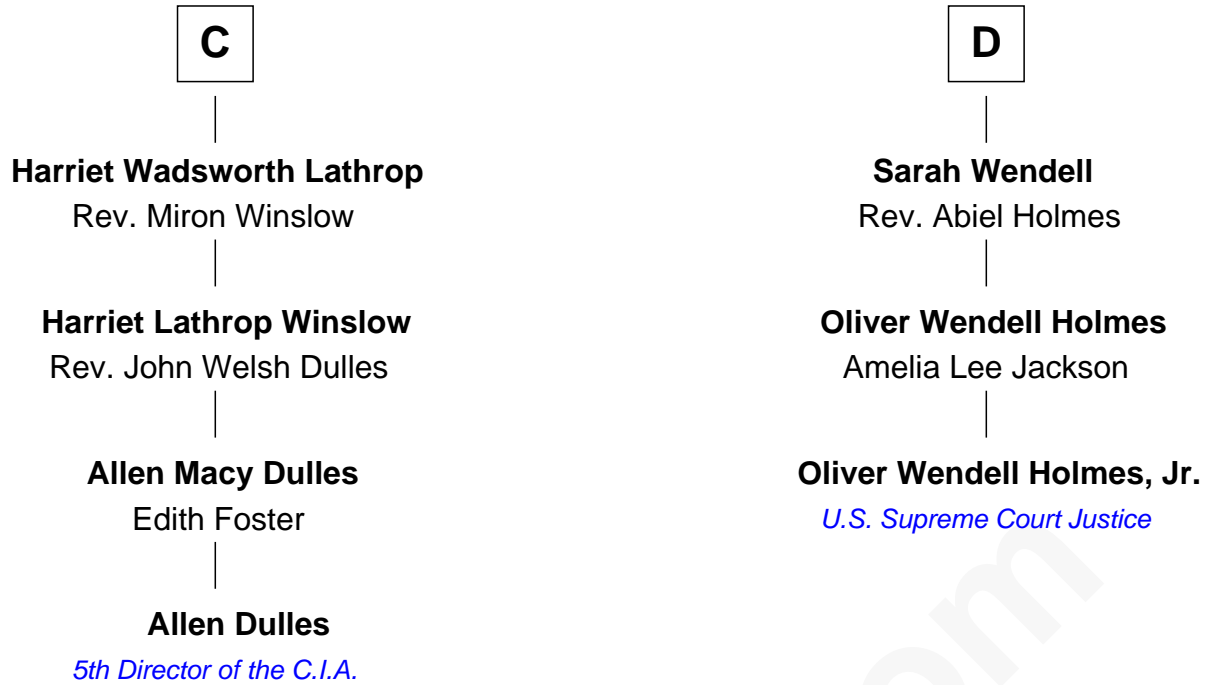 C
Harriet Wadsworth Lathrop
Rev. Miron Winslow
Harriet Lathrop Winslow
Rev. John Welsh Dulles
Allen Macy Dulles
Edith Foster
Allen Dulles
5th Director of the C.I.A.
D
Sarah Wendell
Rev. Abiel Holmes
Oliver Wendell Holmes
Amelia Lee Jackson
Oliver Wendell Holmes, Jr.
U.S. Supreme Court Justice
om